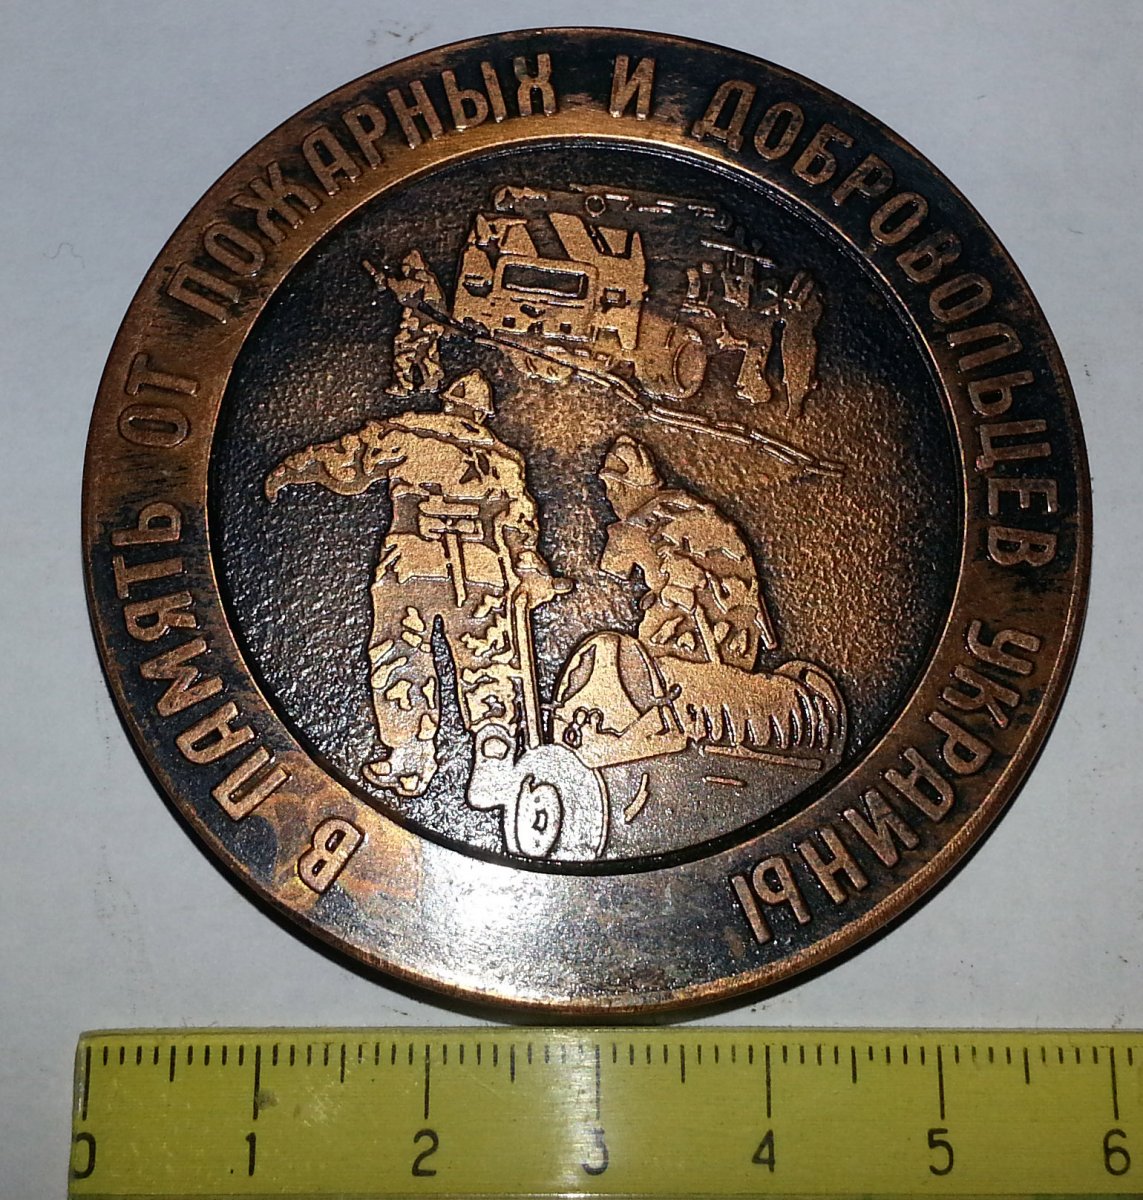 В ПАМЯТЬ ОТ ПОЖАРНЫХ И ДОБРОВОЛЬЦЕВ УКРАИНЫ
0 1 2 3 4 5 6